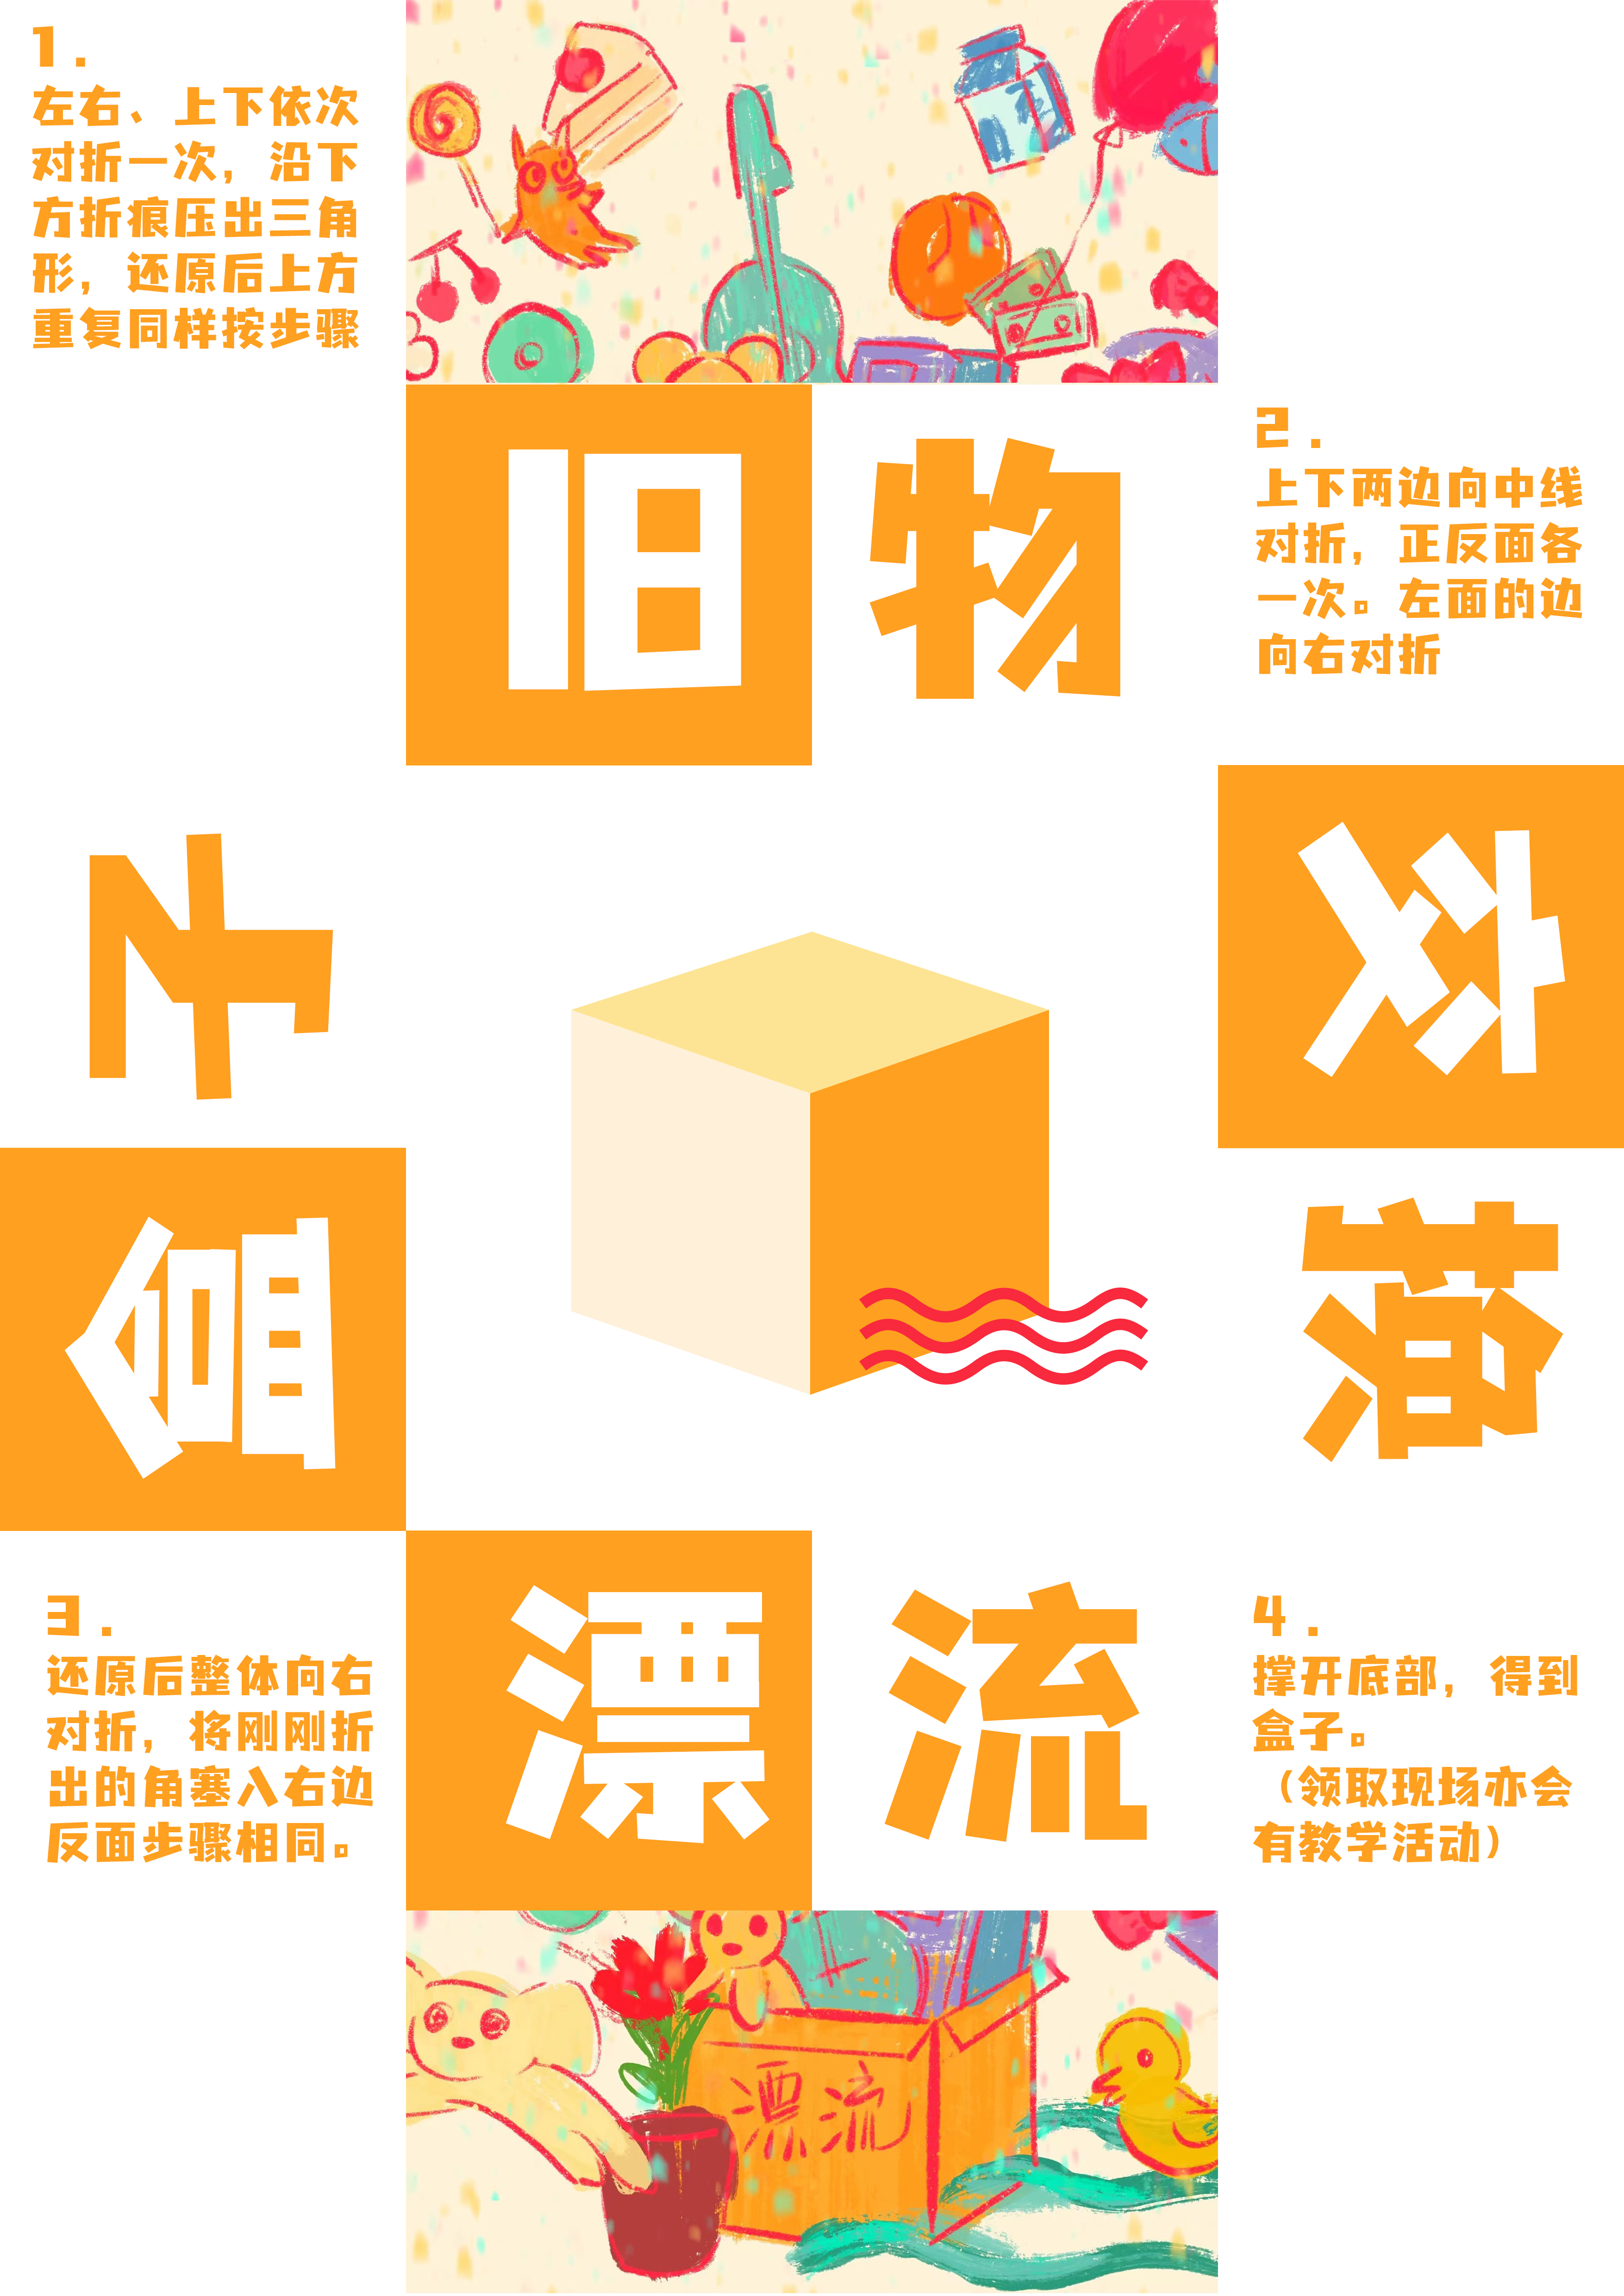 1.
左右、上下依次
对折一次，沿下
方折痕压出三角
形，还原后上方
重复同样按步骤
旧物
2.
上下两边向中线
对折，正反面各
一次。左面的边
向右对折
交换
盒子
漂流
3.
还原后整体向右
对折，将刚刚折
出的角塞入右边
反面步骤相同。
4.
撑开底部，得到
盒子。
（领取现场亦会
有教学活动）
漂流